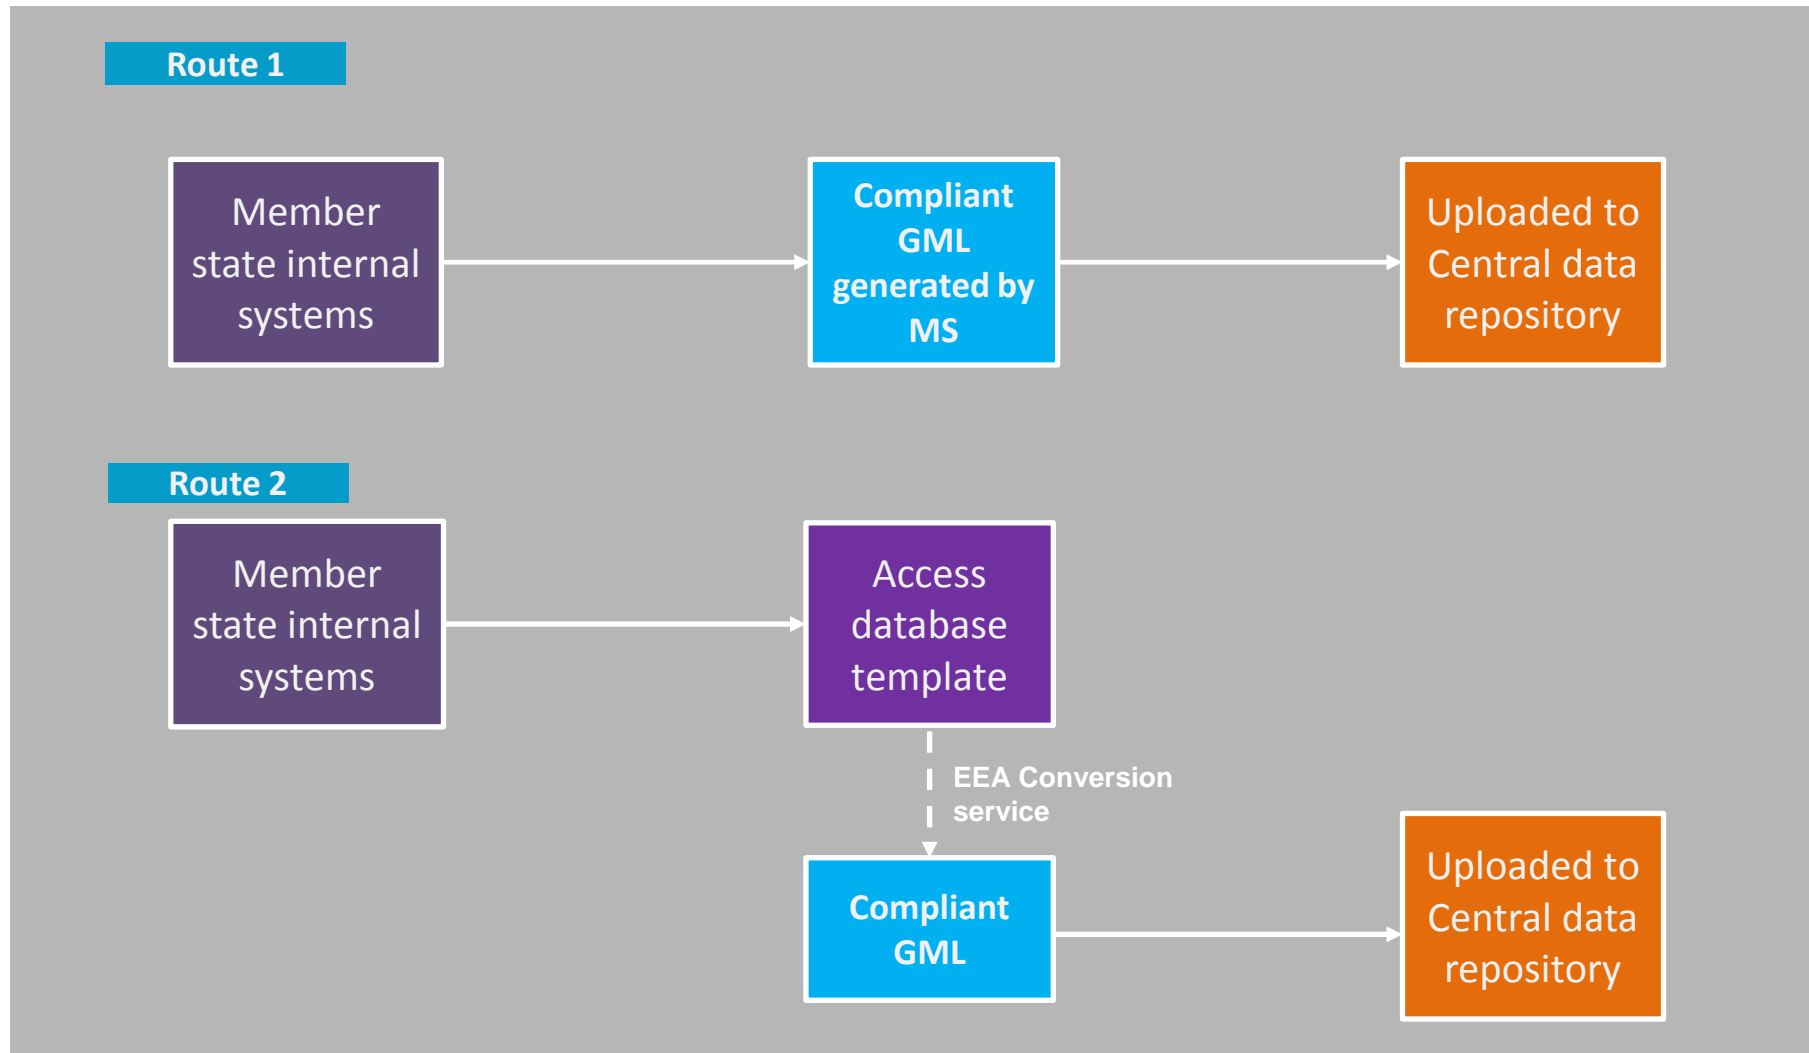 Route 1
Member
state internal
systems
Compliant
GML
generated by
MS
Uploaded to
Central data
repository
Route 2
Member
state internal
systems
Access
database
template
EEA Conversion
service
Compliant
GML
Uploaded to
Central data
repository